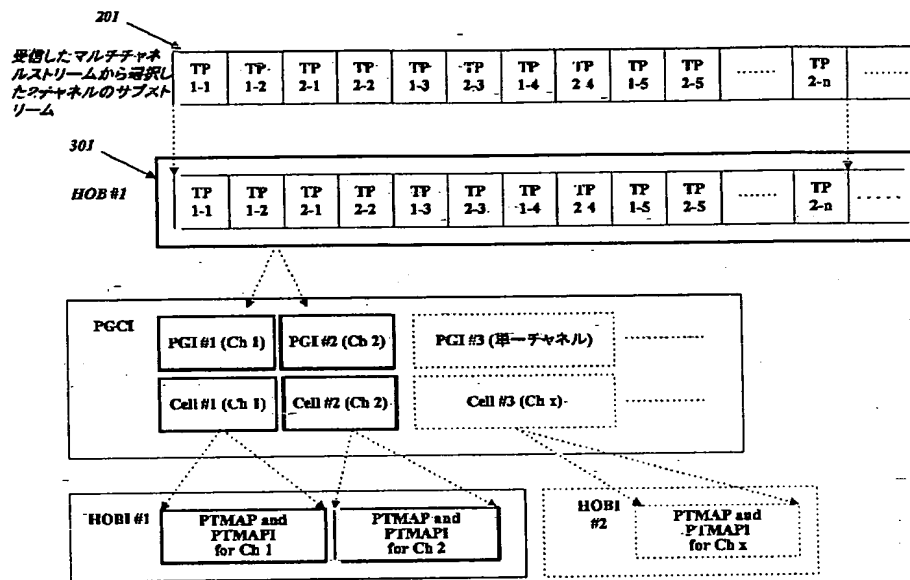 201
受信したマルチチャネ
ルストリームから選択し
た2チャネルのサブスト
リーム
TP 1-1 TP 1-2 TP 2-1 TP 2-2 TP 1-3 TP 2-3 TP 1-4 TP 2 4 TP 1-5 TP 2-5 ........ TP 2-n ........
301
HOB #1
TP 1-1 TP 1-2 TP 2-1 TP 2-2 TP 1-3 TP 2-3 TP 1-4 TP 2 4 TP 1-5 TP 2-5 ........ TP 2-n .....
PGCI
PGI #1 (Ch 1) PGI #2 (Ch 2) PGI #3 (単一チャネル) ............
Cell #1 (Ch 1) Cell #2 (Ch 2) Cell #3 (Ch x) ............
HOBI #1
PTMAP and
PTMAPI
for Ch 1
PTMAP and
PTMAPI
for Ch 2
HOBI
#2
PTMAP and
PTMAPI
for Ch x